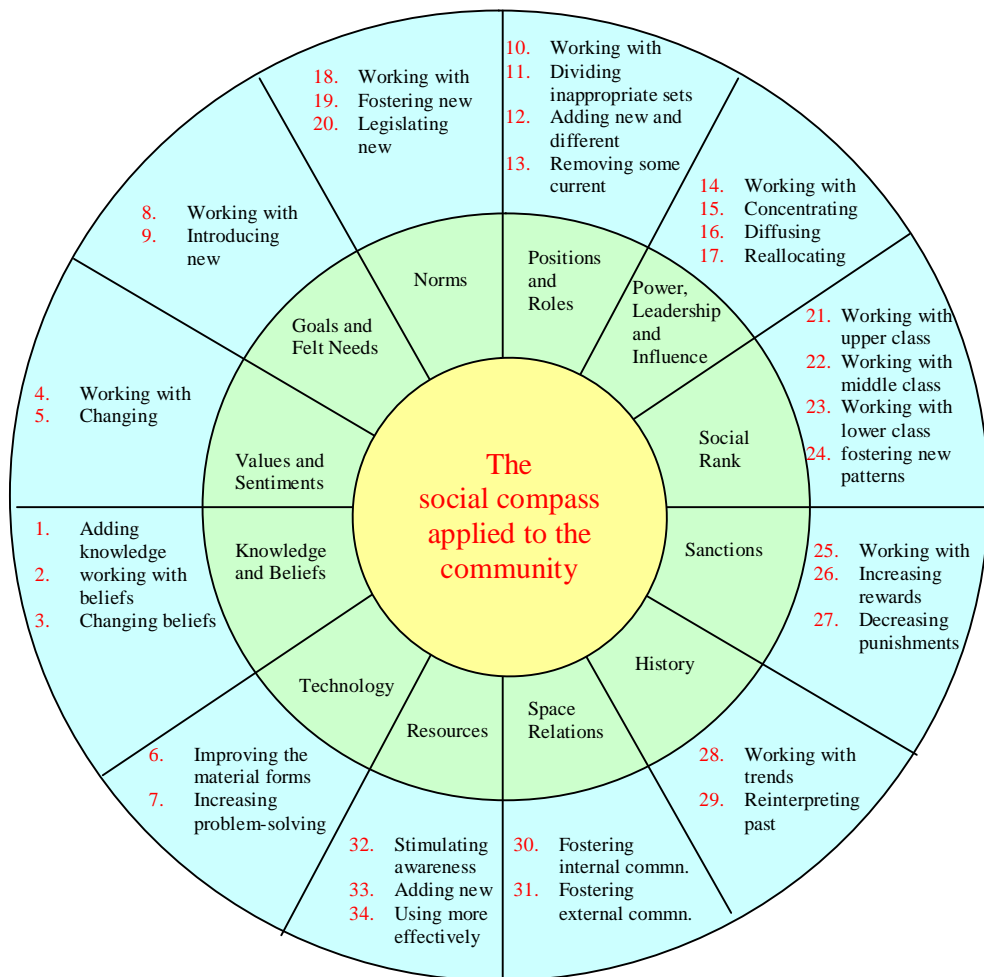 The
social compass
applied to the
community
Knowledge
and Beliefs
1. Adding
knowledge
2. working with
beliefs
3. Changing beliefs
Values and
Sentiments
4. Working with
5. Changing
Technology
6. Improving the
material forms
7. Increasing
problem-solving
Goals and
Felt Needs
8. Working with
9. Introducing
new
Positions
and
Roles
10. Working with
11. Dividing
inappropriate sets
12. Adding new and
different
13. Removing some
current
Power,
Leadership
and
Influence
14. Working with
15. Concentrating
16. Diffusing
17. Reallocating
Norms
18. Working with
19. Fostering new
20. Legislating
new
Social
Rank
21. Working with
upper class
22. Working with
middle class
23. Working with
lower class
24. fostering new
patterns
Sanctions
25. Working with
26. Increasing
rewards
27. Decreasing
punishments
History
28. Working with
trends
29. Reinterpreting
past
Space
Relations
30. Fostering
internal commn.
31. Fostering
external commn.
Resources
32. Stimulating
awareness
33. Adding new
34. Using more
effectively